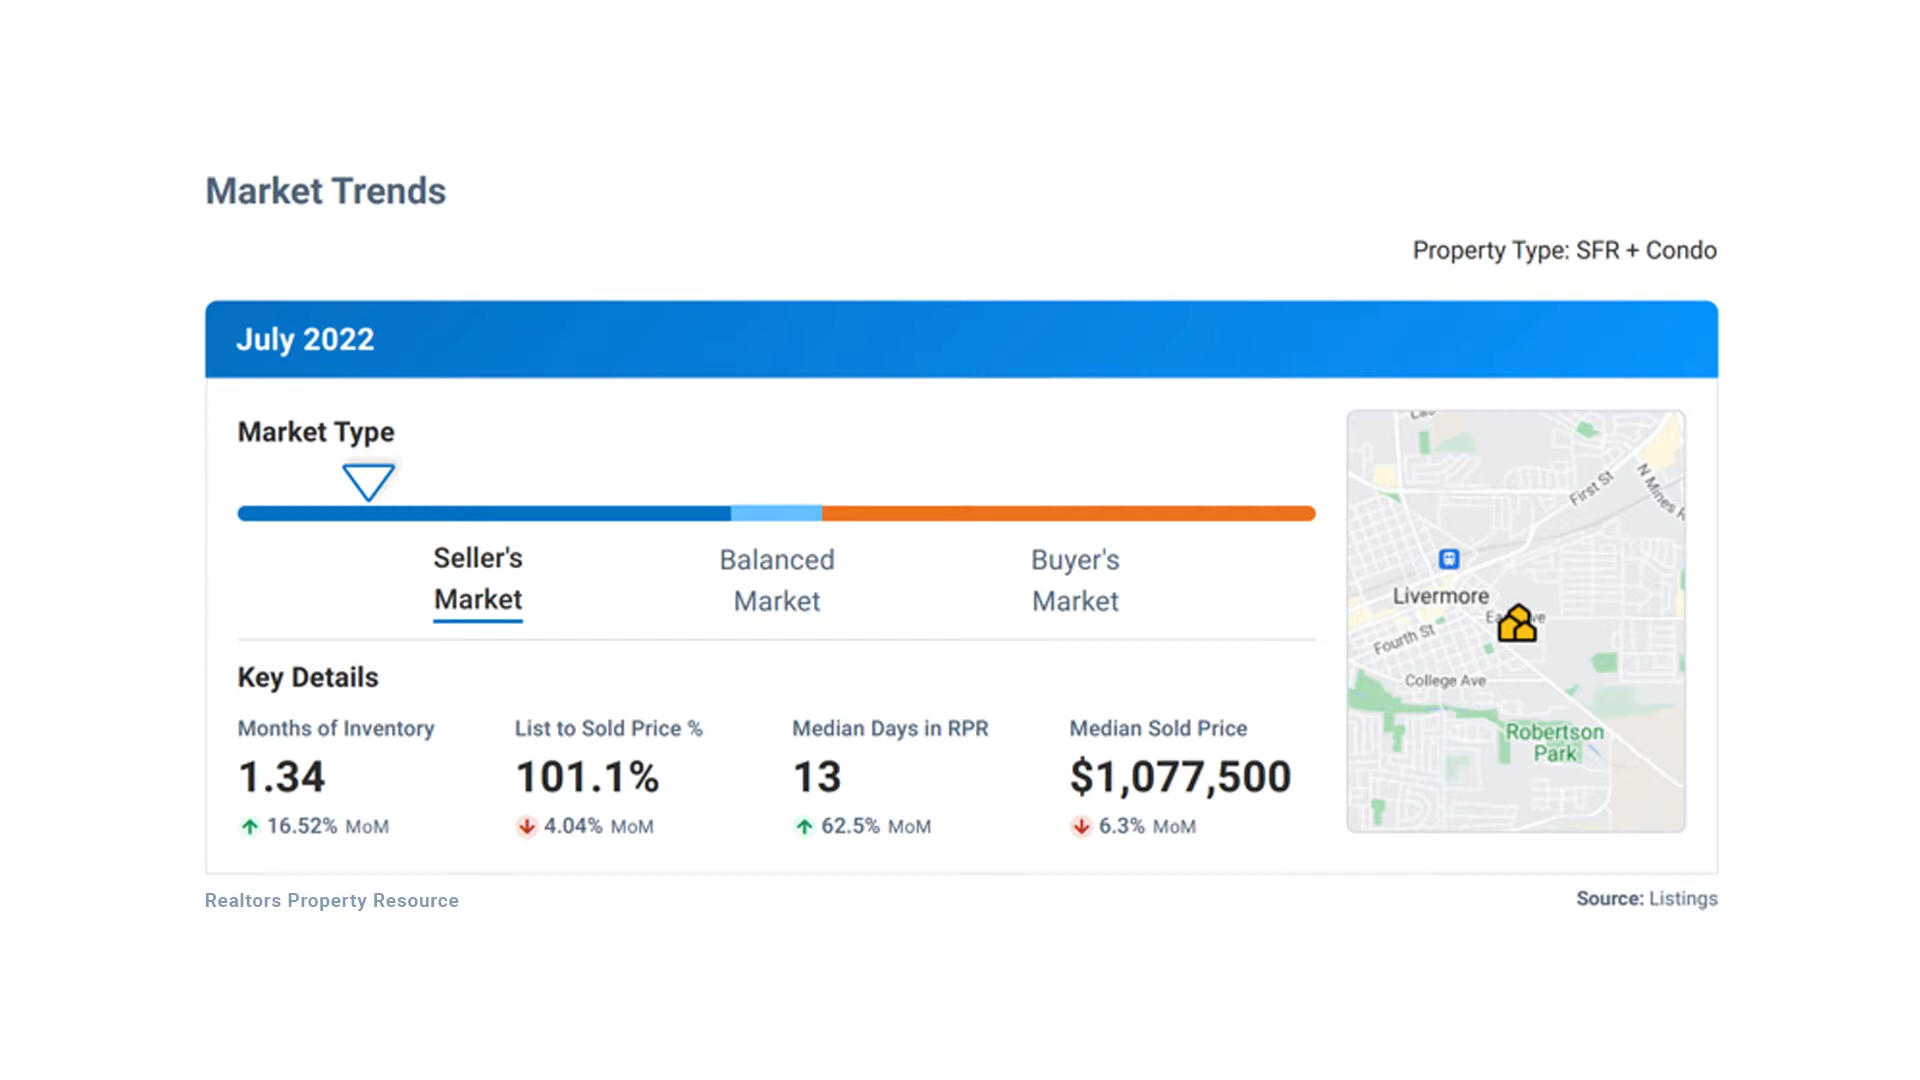 Market Trends
Property Type: SFR + Condo
July 2022
Market Type
Seller's
Market
Balanced
Market
Buyer's
Market
Key Details
Months of Inventory
1.34
16.52% MoM
List to Sold Price %
101.1%
4.04% MoM
Median Days in RPR
13
62.5% MoM
Median Sold Price
$1,077,500
6.3% MoM
First St
N Mines R
Livermore
Fourth St
College Ave
Robertson
Park
Realtors Property Resource
Source: Listings